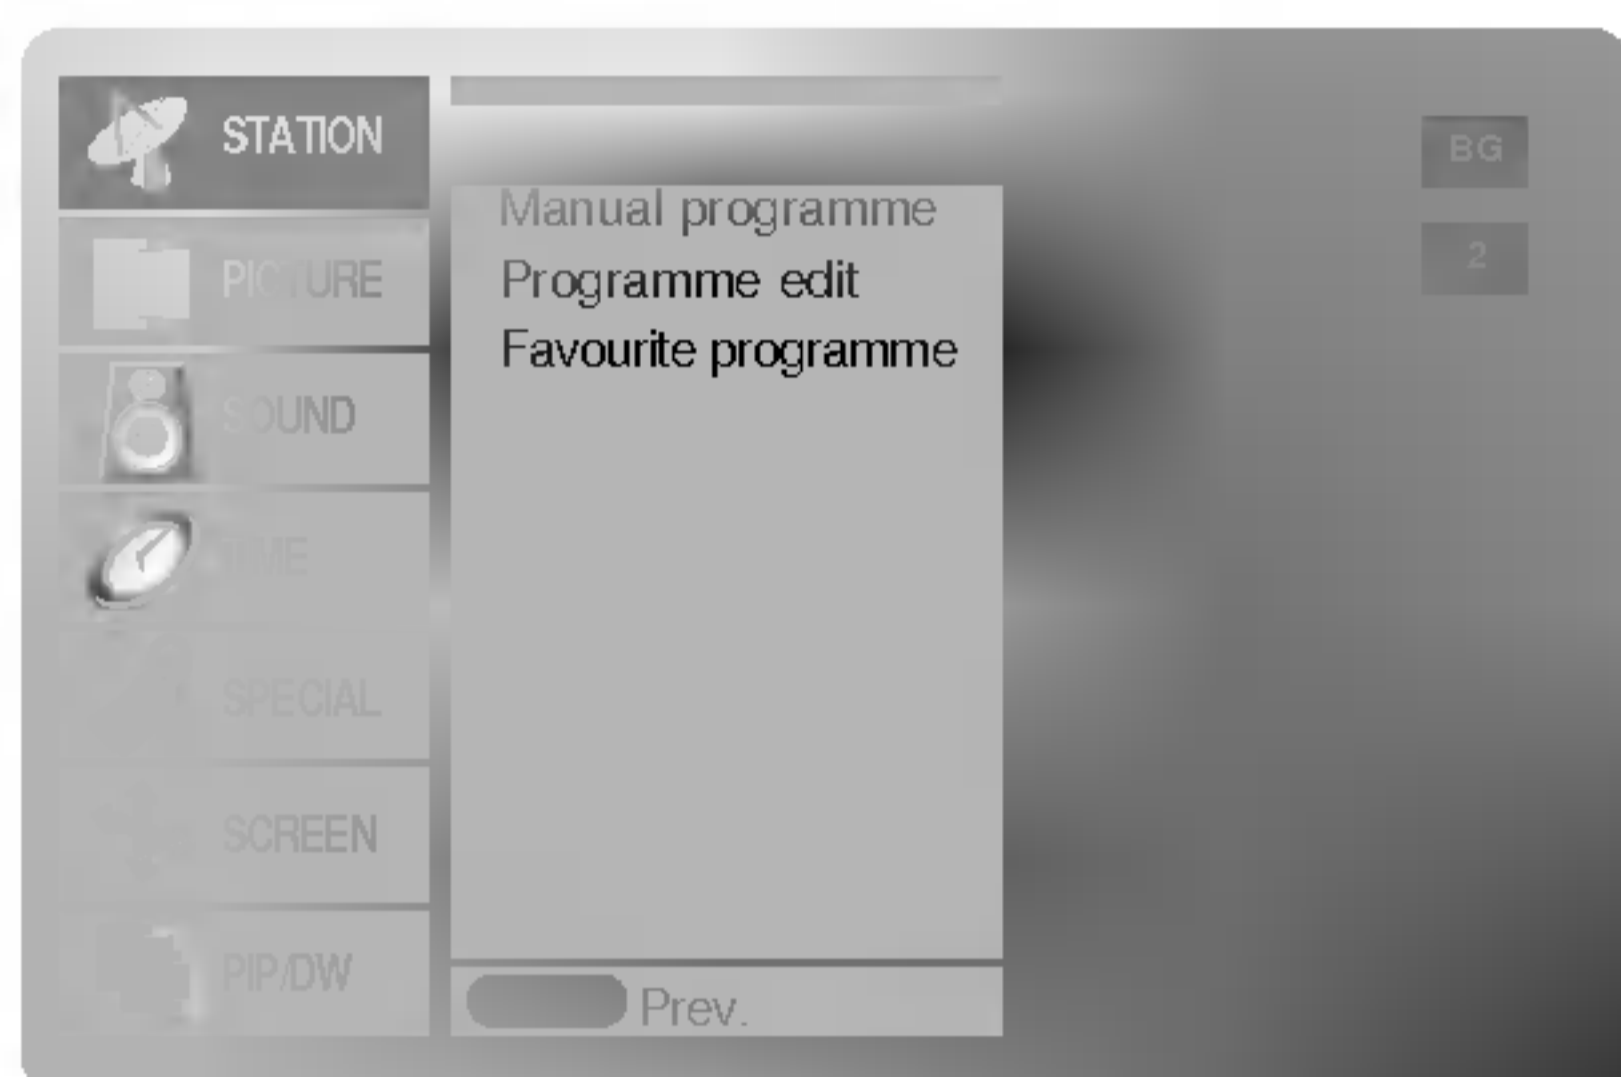 STATION
PICTURE
SOUND
TIME
SPECIAL
SCREEN
PIP/DW
Manual programme
Programme edit
Favourite programme
Prev.
BG
2